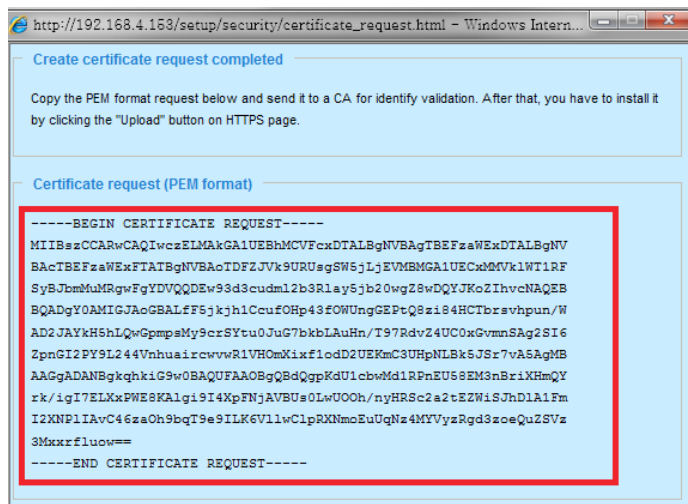 http://192.168.4.153/setup/security/certificate_request.html - Windows Intern...
Create certificate request completed
Copy the PEM format request below and send it to a CA for identify validation. After that, you have to install it
by clicking the "Upload" button on HTTPS page.
Certificate request (PEM format)
-----BEGIN CERTIFICATE REQUEST-----
MIIBszCCARwCAQIwczELMAkGA1UEBhMCVFcxDTALBgNVBAgTBEFzaWExDTALBgNV
BAcTBEFzaWExFTATBgNVBAoTDFZJVk9URUsgSW5jLjEVMBMGA1UECxMMVklWT1RF
SyBJbmMuMRgwFgYDVQQDEw93d3cudml2b3Rlay5jb20wgZ8wDQYJKoZIhvcNAQEB
BQADgY0AMIGJAoGBALfF5jkjh1CcufOHp43fOWUngGEPtQ8zi84HCTbrsvhpun/W
AD2JAYkH5hLQwGpmpsMy9crSYtu0JuG7bkbLAuHn/T97RdvZ4UC0xGvmnSAg2SI6
ZpnGI2PY9L244VnhuaircwvwR1VHOmXixf1odD2UEKmC3UHpNLBk5JSr7vA5AgMB
AAGgADANBgkqhkiG9w0BAQUFAAOBgQBdQgpKdU1cbwMd1RPnEU58EM3nBriXHmQY
rk/igI7ELXxPWE8KAlgi9I4XpFNjAVBUs0LwUOOh/nyHRSc2a2tEZWiSJhDlA1Fm
I2XNPlIAvC46zaOh9bqT9e9ILK6VllwClpRXNmoEuUqNz4MYVyzRgd3zoeQuZSVz
3Mxxrfluow==
-----END CERTIFICATE REQUEST-----